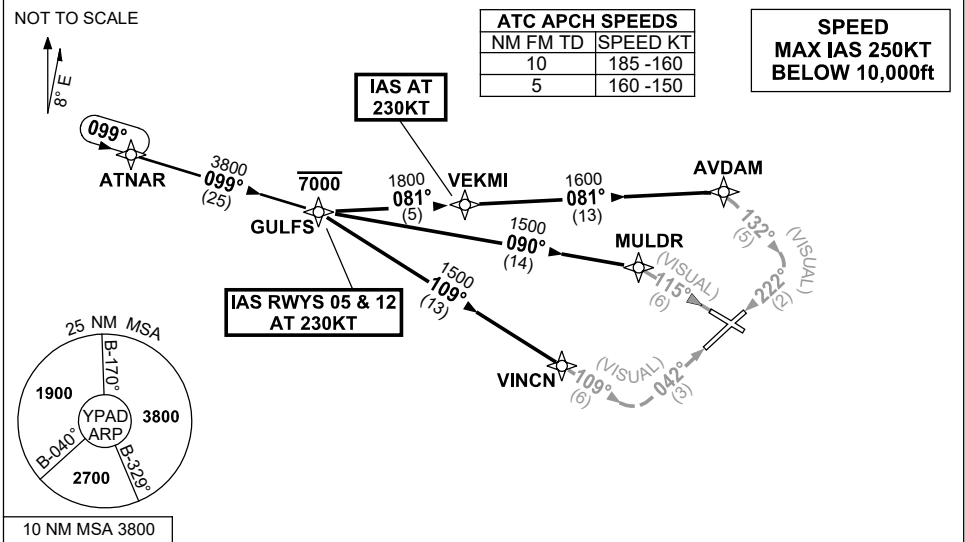 NOT TO SCALE
8° E
ATC APCH SPEEDS
NM FM TD SPEED KT
10 185 -160
5 160 -150
SPEED
MAX IAS 250KT
BELOW 10,000ft
IAS AT
230KT
099°
ATNAR
3800
099°
(25)
7000
GULFS
1800
081°
(5)
VEKMI
1600
081°
(13)
AVDAM
132°
(5)
(VISUAL)
222°
(2)
1500
090°
(14)
MULDR
(VISUAL)
115°
(6)
1500
109°
(13)
IAS RWYS 05 & 12
AT 230KT
VINCN
109°
(6)
(VISUAL)
042°
(3)
25 NM MSA
B-170°
1900
YPAD
ARP
3800
B-040°
B-329°
2700
10 NM MSA 3800